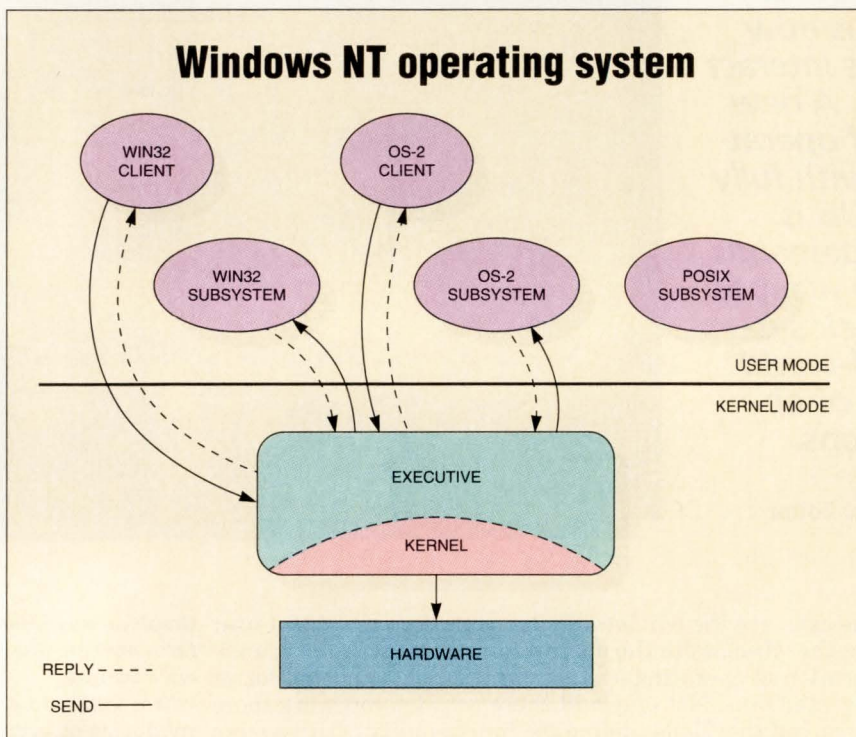 Windows NT operating system
WIN32
CLIENT
OS-2
CLIENT
WIN32
SUBSYSTEM
OS-2
SUBSYSTEM
POSIX
SUBSYSTEM
USER MODE
KERNEL MODE
EXECUTIVE
KERNEL
HARDWARE
REPLY
SEND